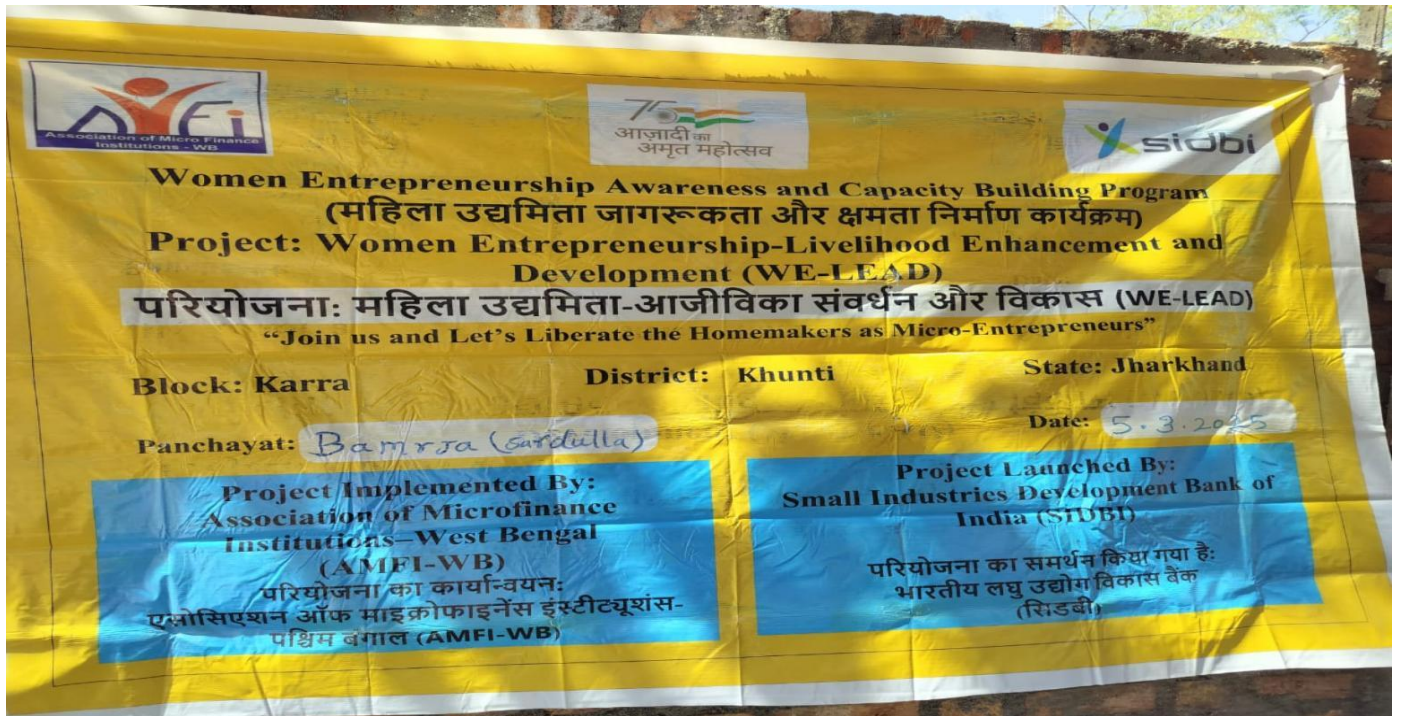 AMFi
Association of Micro Finance
Institutions - WB
75
आज़ादी का
अमृत महोत्सव
sidbi
Women Entrepreneurship Awareness and Capacity Building Program
(महिला उद्यमिता जागरूकता और क्षमता निर्माण कार्यक्रम)
Project: Women Entrepreneurship-Livelihood Enhancement and
Development (WE-LEAD)
परियोजना: महिला उद्यमिता-आजीविका संवर्धन और विकास (WE-LEAD)
“Join us and Let’s Liberate the Homemakers as Micro-Entrepreneurs”
Block: Karra District: Khunti State: Jharkhand
Panchayat: Bamrja (Sardulla) Date: 5.3.2025
Project Implemented By:
Association of Microfinance
Institutions–West Bengal
(AMFI-WB)
परियोजना का कार्यान्वयन:
एसोसिएशन ऑफ माइक्रोफाइनेंस इंस्टीट्यूशंस-
पश्चिम बंगाल (AMFI-WB)
Project Launched By:
Small Industries Development Bank of
India (SIDBI)
परियोजना का समर्थन किया गया है:
भारतीय लघु उद्योग विकास बैंक
(सिडबी)